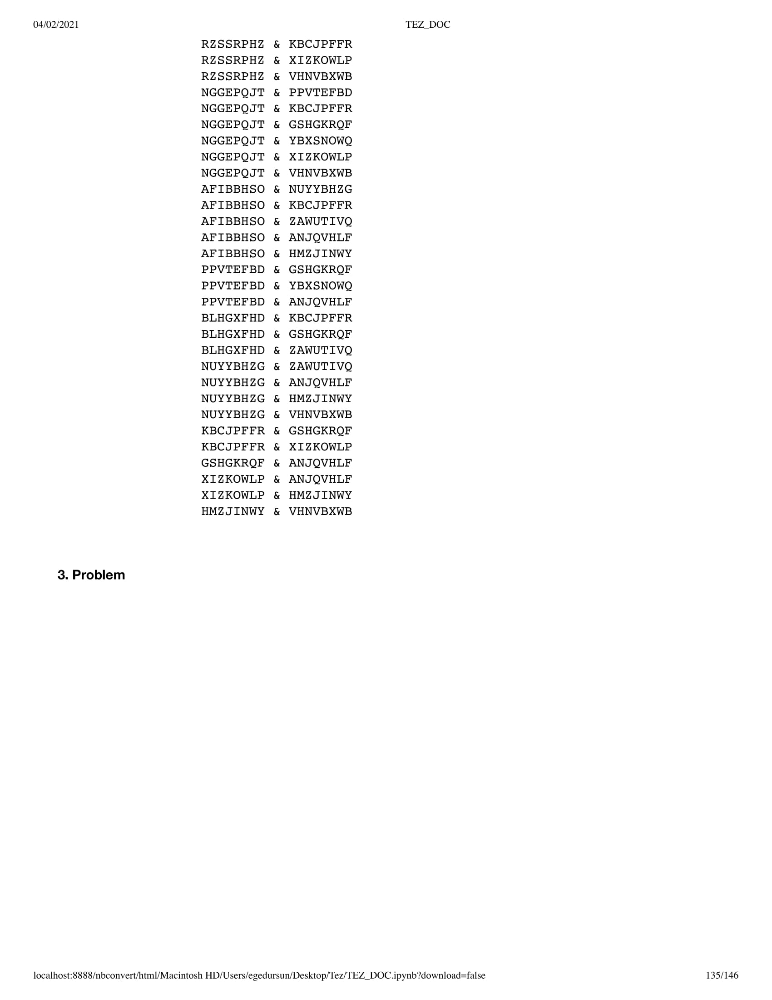 04/02/2021 TEZ_DOC
RZSSRPHZ & KBCJPFFR
RZSSRPHZ & XIZKOWLP
RZSSRPHZ & VHNVBXWB
NGGEPQJT & PPVTEFBD
NGGEPQJT & KBCJPFFR
NGGEPQJT & GSHGKRQF
NGGEPQJT & YBXSNOWQ
NGGEPQJT & XIZKOWLP
NGGEPQJT & VHNVBXWB
AFIBBHSO & NUYYBHZG
AFIBBHSO & KBCJPFFR
AFIBBHSO & ZAWUTIVQ
AFIBBHSO & ANJQVHLF
AFIBBHSO & HMZJINWY
PPVTEFBD & GSHGKRQF
PPVTEFBD & YBXSNOWQ
PPVTEFBD & ANJQVHLF
BLHGXFHD & KBCJPFFR
BLHGXFHD & GSHGKRQF
BLHGXFHD & ZAWUTIVQ
NUYYBHZG & ZAWUTIVQ
NUYYBHZG & ANJQVHLF
NUYYBHZG & HMZJINWY
NUYYBHZG & VHNVBXWB
KBCJPFFR & GSHGKRQF
KBCJPFFR & XIZKOWLP
GSHGKRQF & ANJQVHLF
XIZKOWLP & ANJQVHLF
XIZKOWLP & HMZJINWY
HMZJINWY & VHNVBXWB
3. Problem
localhost:8888/nbconvert/html/Macintosh HD/Users/egedursun/Desktop/Tez/TEZ_DOC.ipynb?download=false 135/146